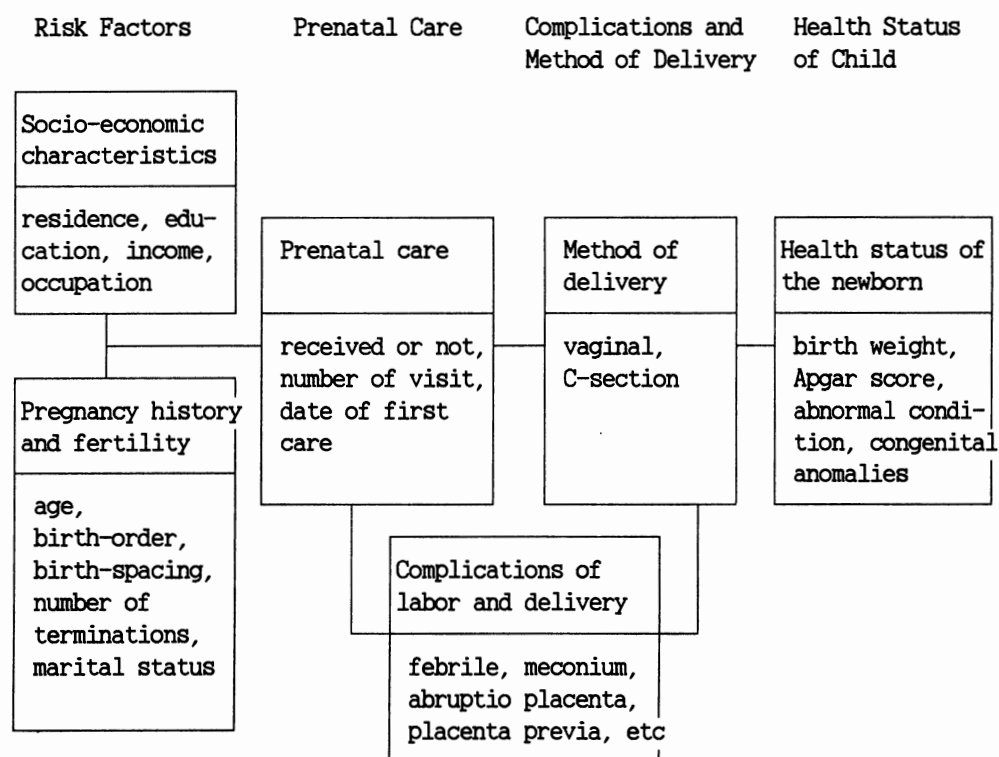 Risk Factors
Prenatal Care
Complications and
Method of Delivery
Health Status
of Child
Socio-economic
characteristics
residence, edu-
cation, income,
occupation
Pregnancy history
and fertility
age,
birth-order,
birth-spacing,
number of
terminations,
marital status
Prenatal care
received or not,
number of visit,
date of first
care
Method of
delivery
vaginal,
C-section
Complications of
labor and delivery
febrile, meconium,
abruptio placenta,
placenta previa, etc
Health status of
the newborn
birth weight,
Apgar score,
abnormal condi-
tion, congenital
anomalies